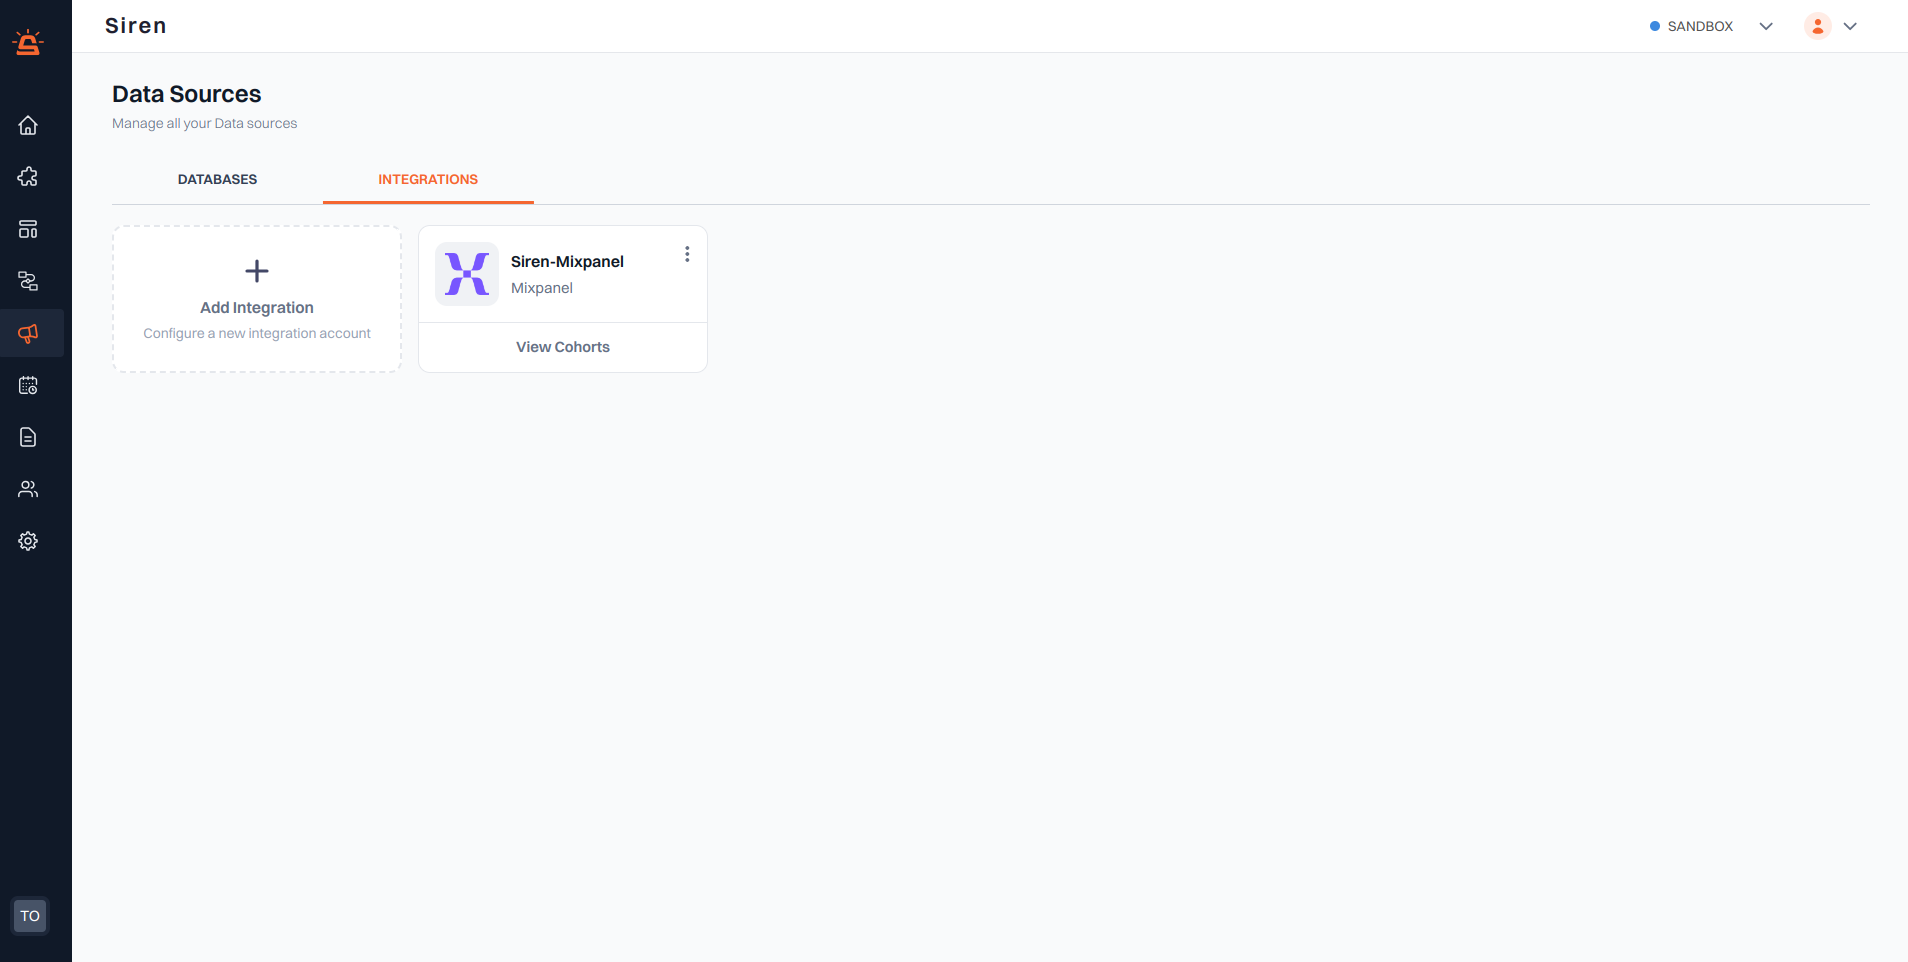 Siren
SANDBOX
Data Sources
Manage all your Data sources
DATABASES
INTEGRATIONS
Add Integration
Configure a new integration account
Siren-Mixpanel
Mixpanel
View Cohorts
TO